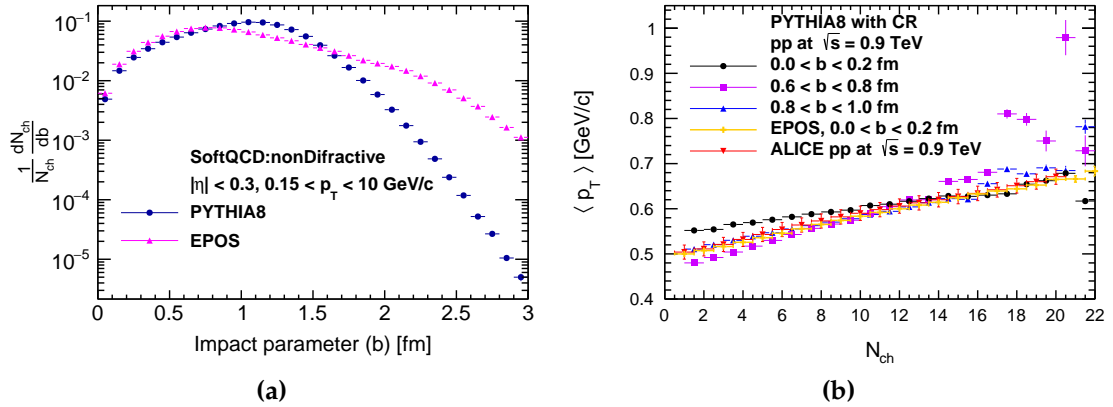 10⁻¹
10⁻²
10⁻³
10⁻⁴
10⁻⁵
1/N_ch dN_ch/db
SoftQCD:nonDifractive
|η| < 0.3, 0.15 < p_T < 10 GeV/c
PYTHIA8
EPOS
0 0.5 1 1.5 2 2.5 3
Impact parameter (b) [fm]
(a)
1
0.9
0.8
0.7
0.6
0.5
0.4
⟨ p_T ⟩ [GeV/c]
PYTHIA8 with CR
pp at √s = 0.9 TeV
0.0 < b < 0.2 fm
0.6 < b < 0.8 fm
0.8 < b < 1.0 fm
EPOS, 0.0 < b < 0.2 fm
ALICE pp at √s = 0.9 TeV
0 2 4 6 8 10 12 14 16 18 20 22
N_ch
(b)